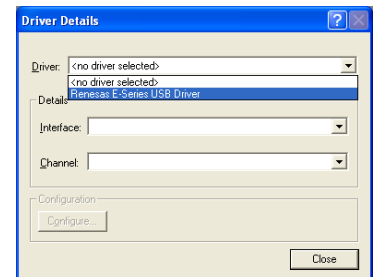 Driver Details
Driver: <no driver selected>
<no driver selected>
Renesas E-Series USB Driver
Details
Interface:
Channel:
Configuration
Configure...
Close